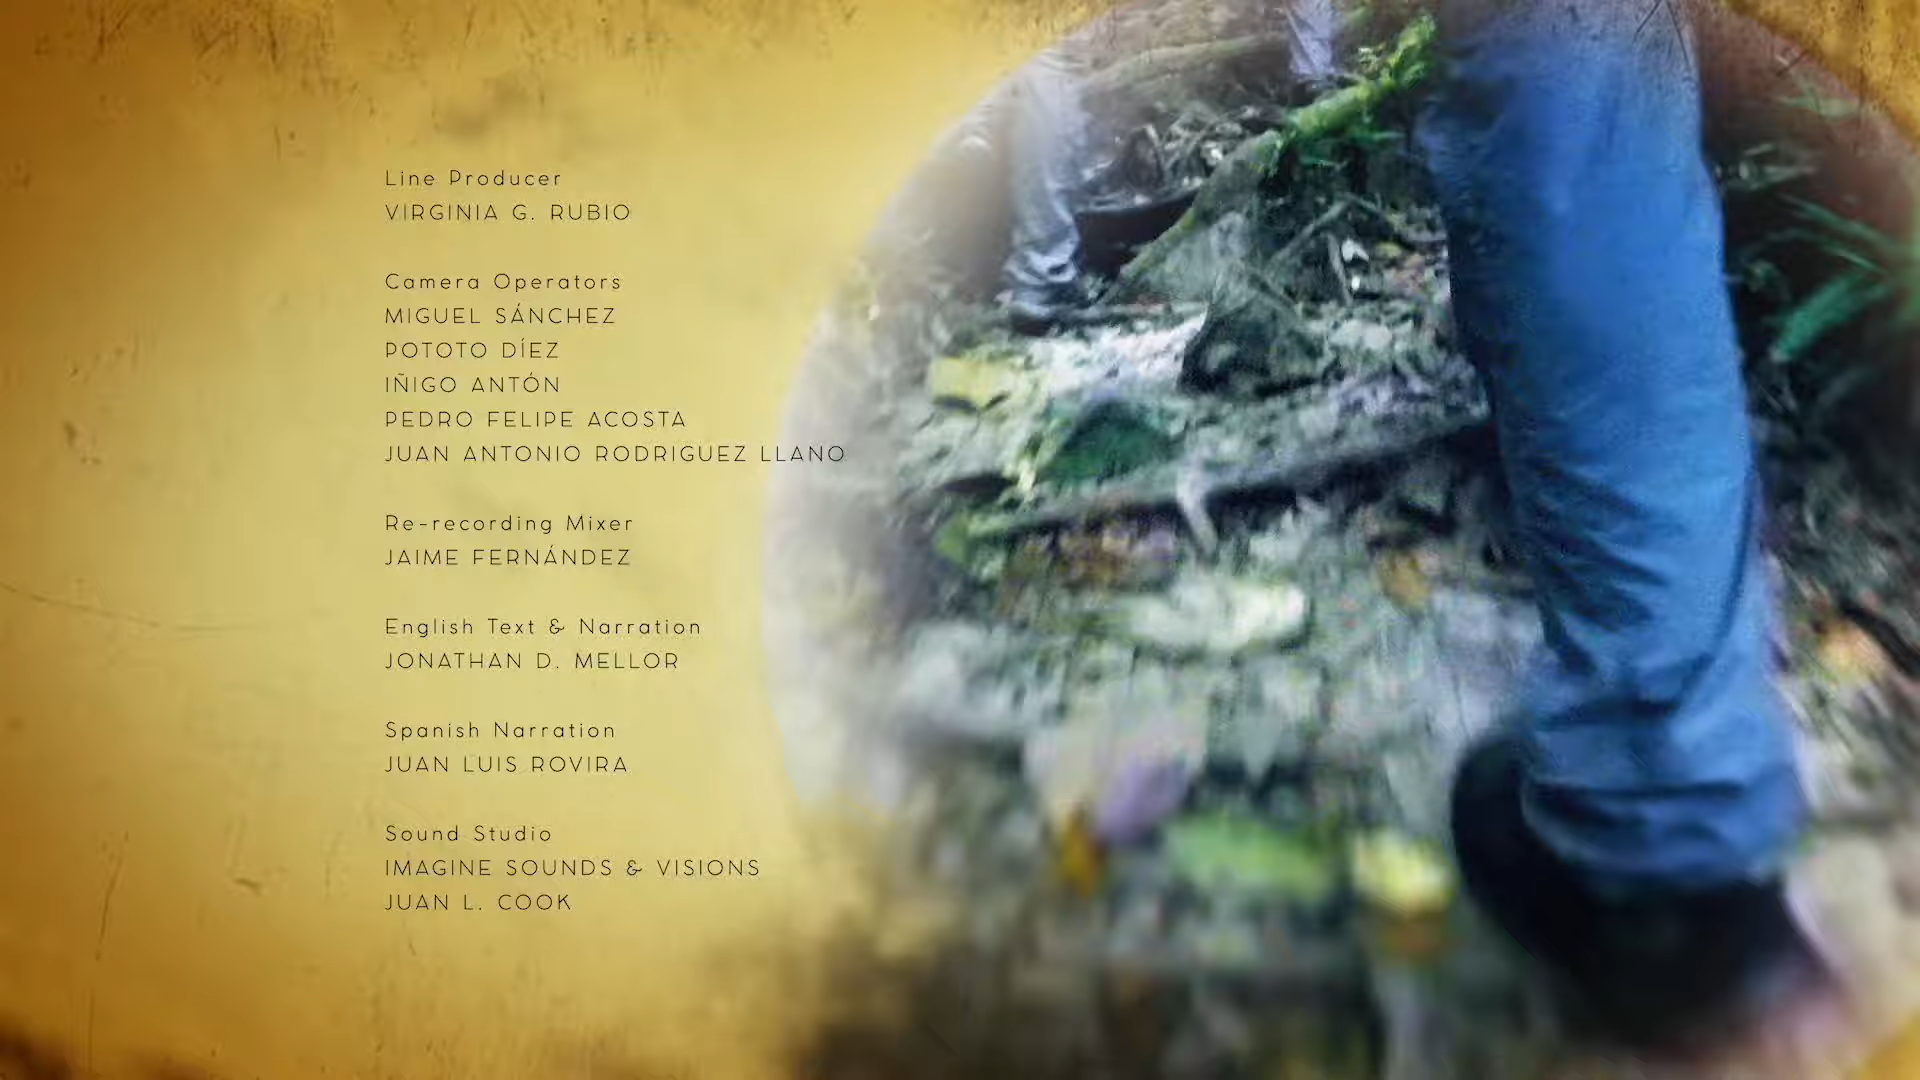 Line Producer
VIRGINIA G. RUBIO
Camera Operators
MIGUEL SÁNCHEZ
POTOTO DÍEZ
IÑIGO ANTÓN
PEDRO FELIPE ACOSTA
JUAN ANTONIO RODRIGUEZ LLANO
Re-recording Mixer
JAIME FERNÁNDEZ
English Text & Narration
JONATHAN D. MELLOR
Spanish Narration
JUAN LUIS ROVIRA
Sound Studio
IMAGINE SOUNDS & VISIONS
JUAN L. COOK